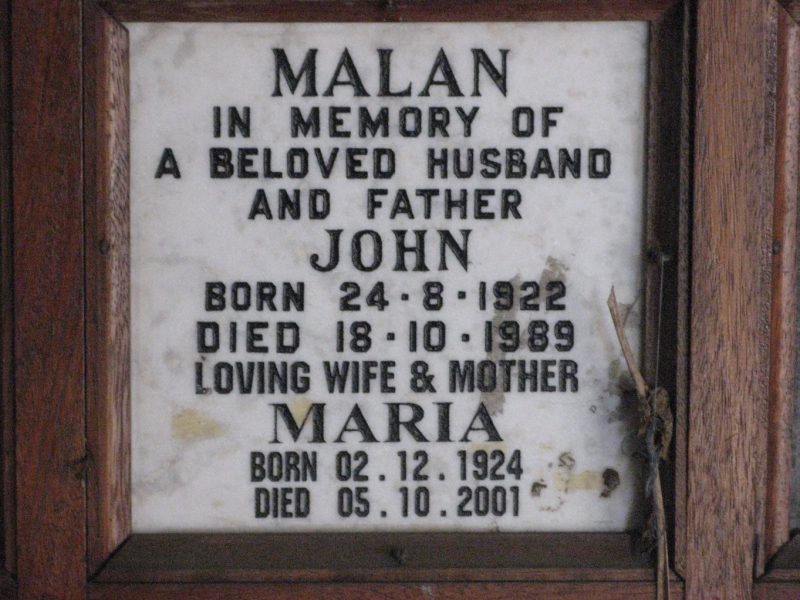 MALAN
IN MEMORY OF
A BELOVED HUSBAND
AND FATHER
JOHN
BORN 24·8·1922
DIED 18·10·1989
LOVING WIFE & MOTHER
MARIA
BORN 02.12.1924
DIED 05.10.2001